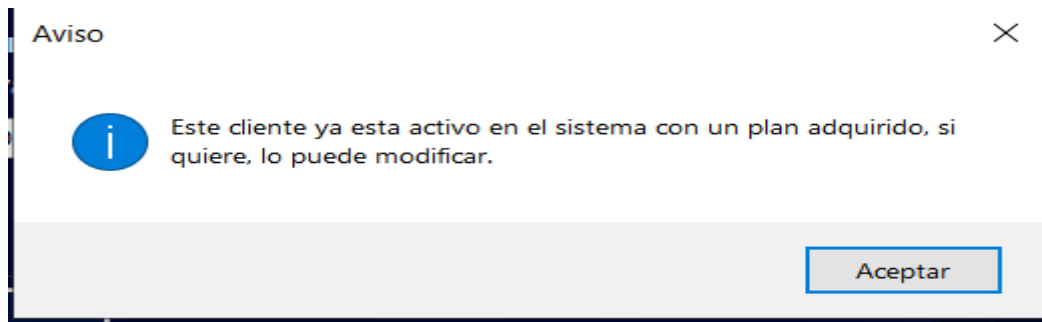 Aviso
Este cliente ya esta activo en el sistema con un plan adquirido, si
quiere, lo puede modificar.
Aceptar